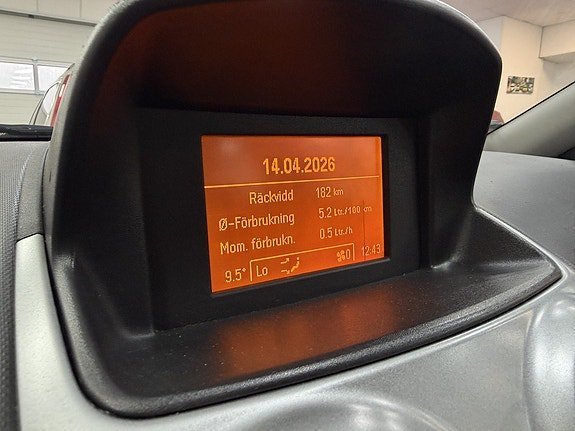 14.04.2026
Räckvidd 182 km
Ø-Förbrukning 5.2 Ltr./100 km
Mom. förbrukn. 0.5 Ltr./h
9.5° Lo 0 12:43